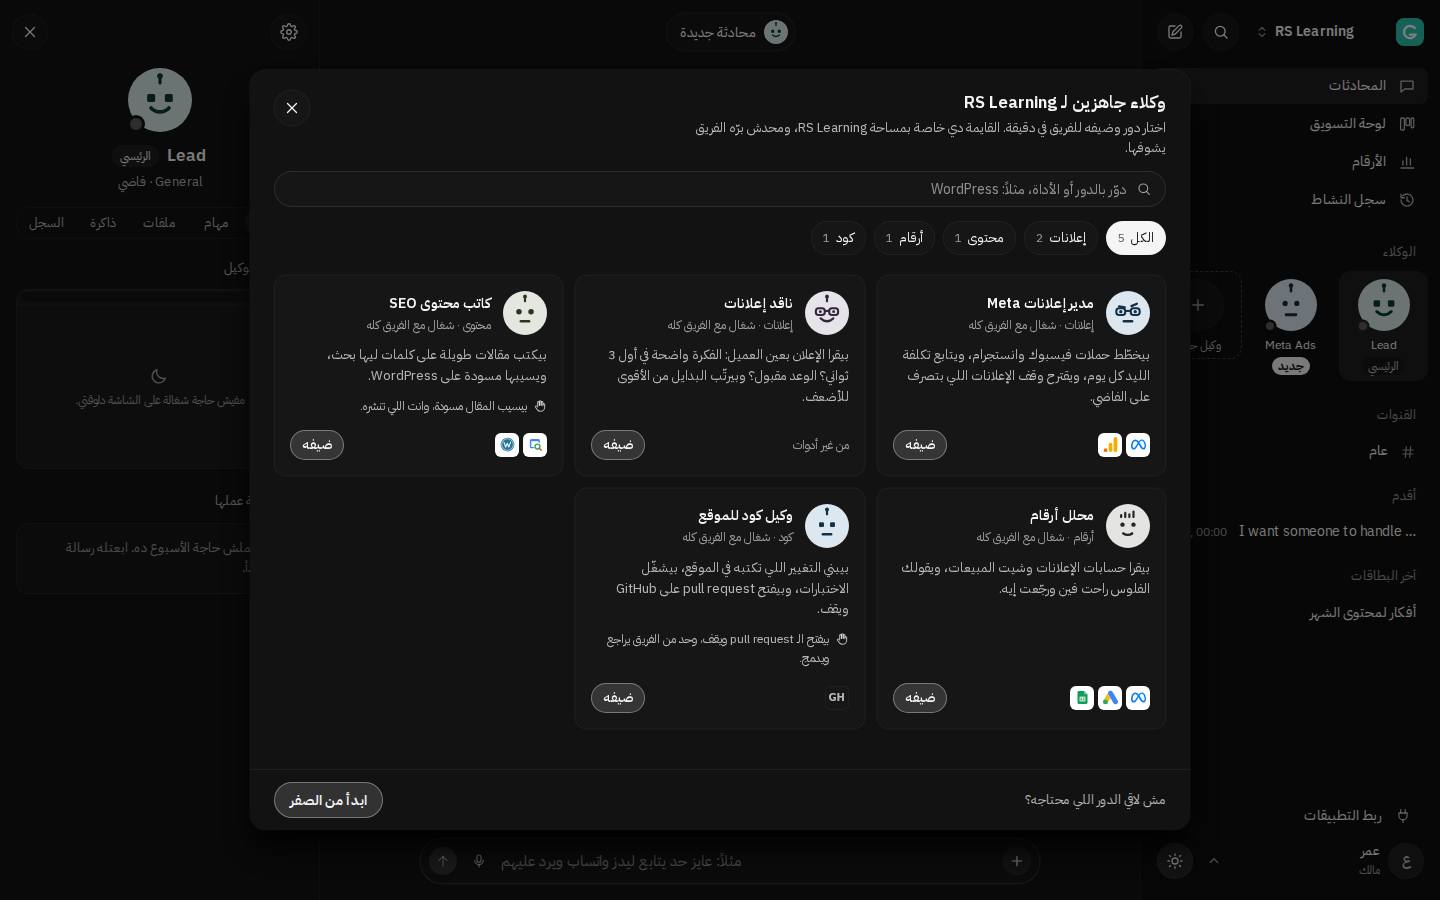 RS Learning
المحادثات
لوحة التسويق
الأرقام
سجل النشاط
الوكلاء
Lead
الرئيسي
Meta Ads
جديد
وكيل
القنوات
عام
أقدم
I want someone to handle ...
00:00
آخر البطاقات
أفكار لمحتوى الشهر
ربط التطبيقات
ع
عمر
مالك
محادثة جديدة
وكلاء جاهزين لـ RS Learning
اختار دور وضيفه للفريق في دقيقة. القايمة دي خاصة بمساحة RS Learning، ومحدش برّه الفريق
يشوفها.
دوّر بالدور أو الأداة، مثلاً: WordPress
الكل 5
إعلانات 2
محتوى 1
أرقام 1
كود 1
مدير إعلانات Meta
إعلانات · شغال مع الفريق كله
بيخطّط حملات فيسبوك وانستجرام، ويتابع تكلفة
الليد كل يوم، ويقترح وقف الإعلانات اللي بتصرف
على الفاضي.
ضيفه
ناقد إعلانات
إعلانات · شغال مع الفريق كله
بيقرا الإعلان بعين العميل: الفكرة واضحة في أول 3
ثواني؟ الوعد مقبول؟ وبيرتّب البدايل من الأقوى
للأضعف.
من غير أدوات
ضيفه
كاتب محتوى SEO
محتوى · شغال مع الفريق كله
بيكتب مقالات طويلة على كلمات ليها بحث،
ويسيبها مسودة على WordPress.
بيسيب المقال مسودة، وانت اللي تنشره.
ضيفه
محلل أرقام
أرقام · شغال مع الفريق كله
بيقرا حسابات الإعلانات وشيت المبيعات، ويقولك
الفلوس راحت فين ورجّعت إيه.
ضيفه
وكيل كود للموقع
كود · شغال مع الفريق كله
بيبني التغيير اللي تكتبه في الموقع، بيشغّل
الاختبارات، وبيفتح pull request على GitHub
ويقف.
بيفتح الـ pull request ويقف، وحد من الفريق يراجع
ويدمج.
GH
ضيفه
مش لاقي الدور اللي محتاجه؟
ابدأ من الصفر
مثلاً: عايز حد يتابع ليدز واتساب ويرد عليهم
Lead
الرئيسي
General · فاضي
مهام
ملفات
ذاكرة
السجل
مفيش حاجة شغالة على الشاشة دلوقتي.
عملها
حاجة الأسبوع ده. ابعتله رسالة